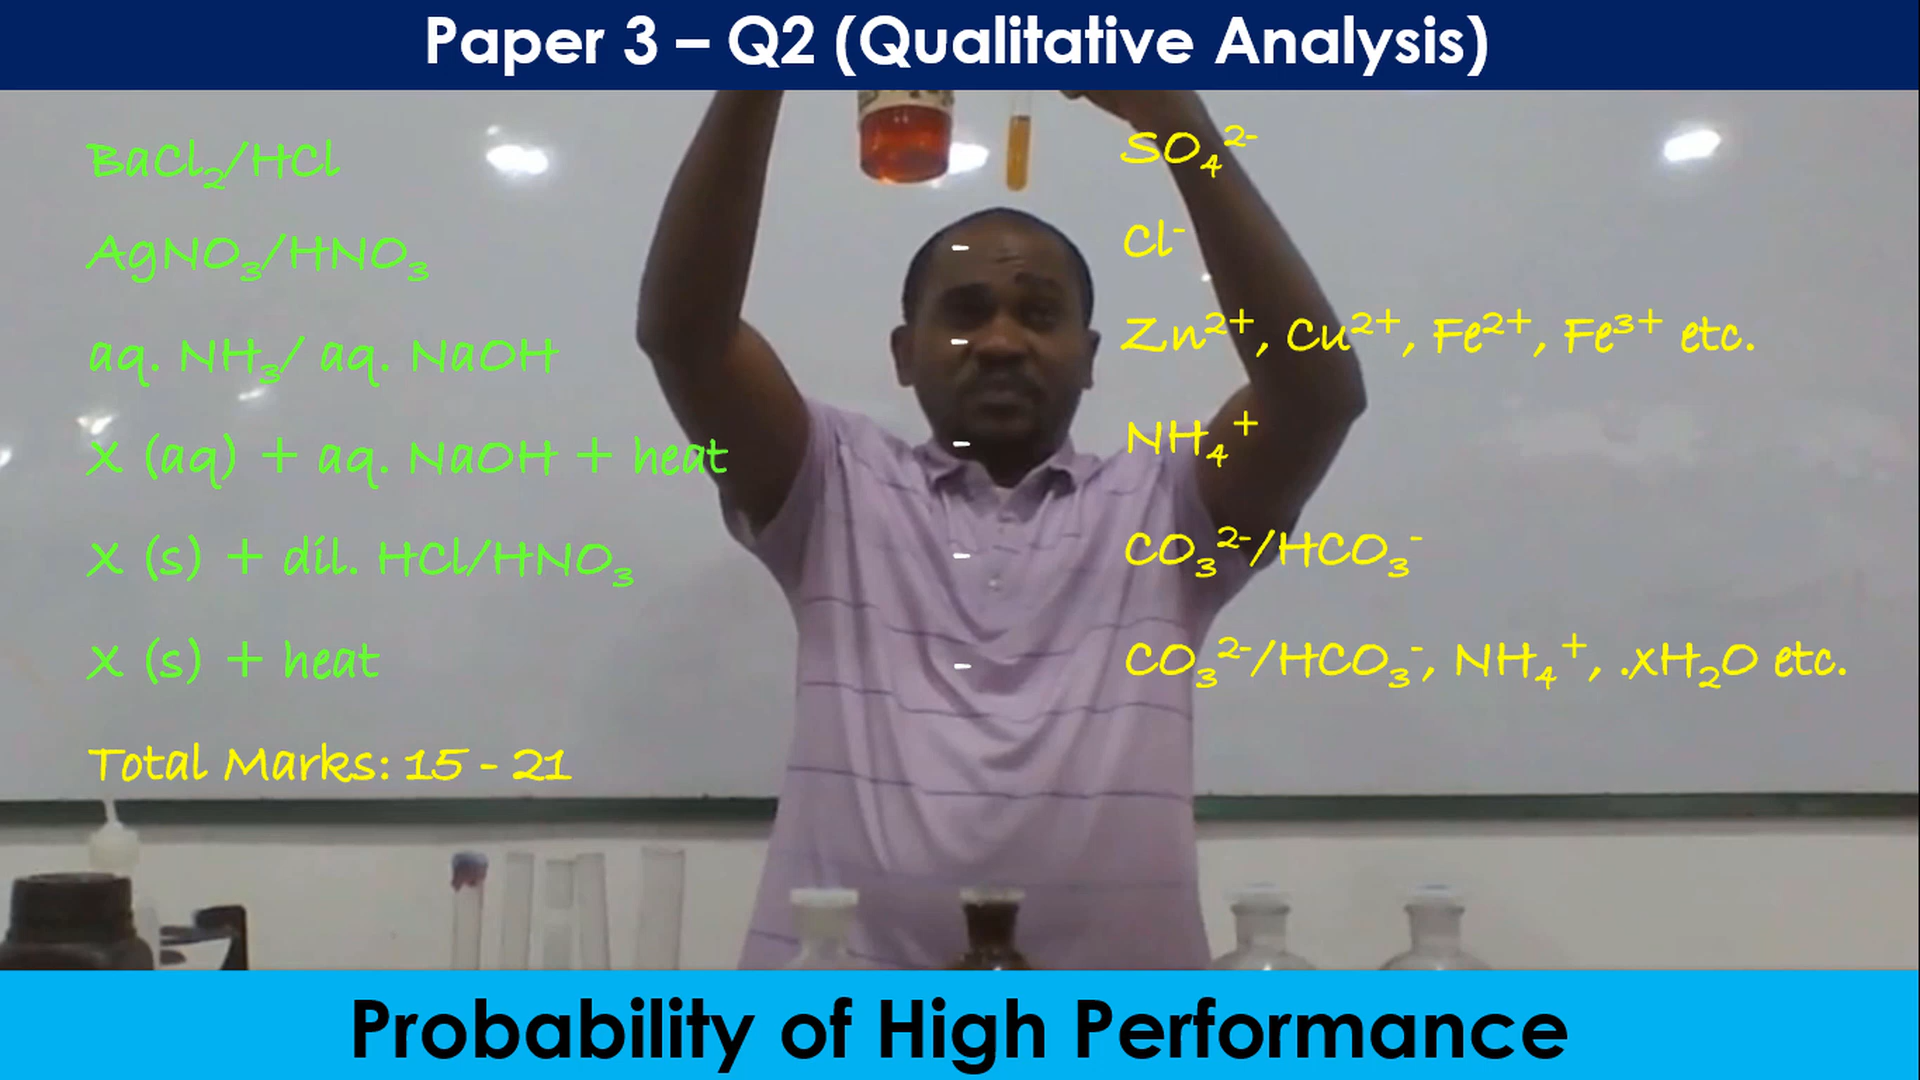 Paper 3 – Q2 (Qualitative Analysis)
BaCl₂/HCl SO₄²⁻
AgNO₃/HNO₃ - Cl⁻
aq. NH₃/ aq. NaOH - Zn²⁺, Cu²⁺, Fe²⁺, Fe³⁺ etc.
X (aq) + aq. NaOH + heat - NH₄⁺
X (s) + dil. HCl/HNO₃ - CO₃²⁻/HCO₃⁻
X (s) + heat - CO₃²⁻/HCO₃⁻, NH₄⁺, .xH₂O etc.
Total Marks: 15 - 21
Probability of High Performance